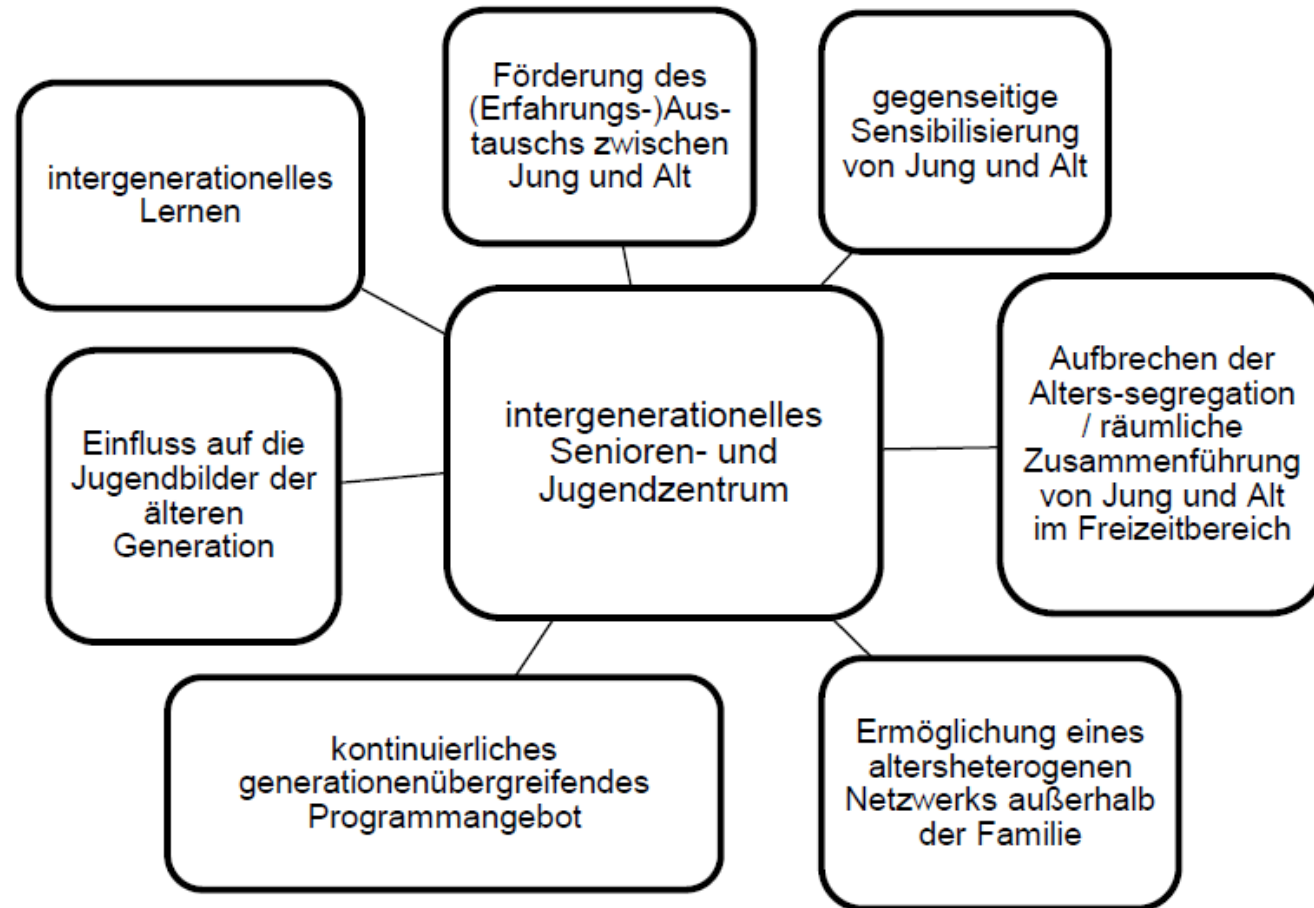 Förderung des
(Erfahrungs-)Aus-
tauschs zwischen
Jung und Alt
gegenseitige
Sensibilisierung
von Jung und Alt
intergenerationelles
Lernen
Aufbrechen der
Alters-segregation
/ räumliche
Zusammenführung
von Jung und Alt
im Freizeitbereich
intergenerationelles
Senioren- und
Jugendzentrum
Einfluss auf die
Jugendbilder der
älteren
Generation
kontinuierliches
generationenübergreifendes
Programmangebot
Ermöglichung eines
altersheterogenen
Netzwerks außerhalb
der Familie